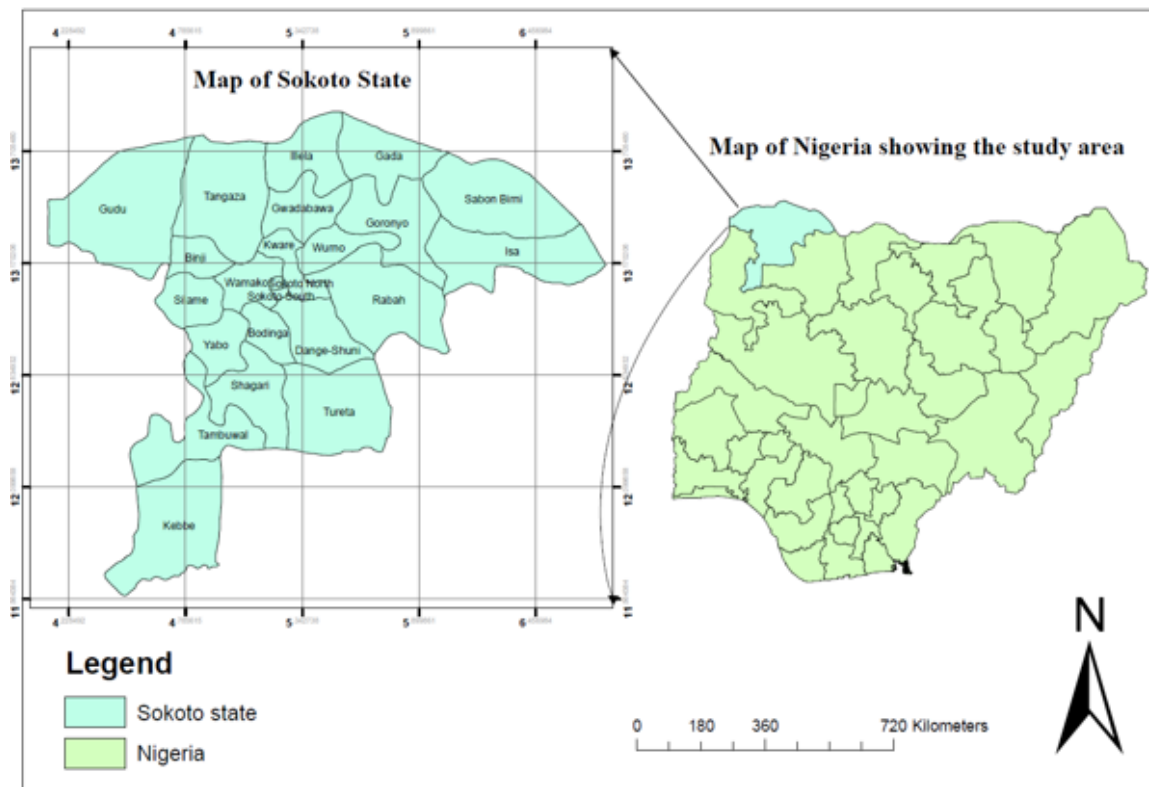 4 4 5 5 6
Map of Sokoto State
Map of Nigeria showing the study area
13 13
Illela Gada
Gudu Tangaza Sabon Birni
Gwadabawa Goronyo
Kware Wurno Isa
13 13
Binji
Wamako Sokoto North
Silame Sokoto South Rabah
Bodinga
Yabo Dange-Shuni
12 12
Shagari
Tureta
Tambuwal
12 12
Kebbe
11 11
4 4 5 5 6
N
Legend
Sokoto state
Nigeria
0 180 360 720 Kilometers